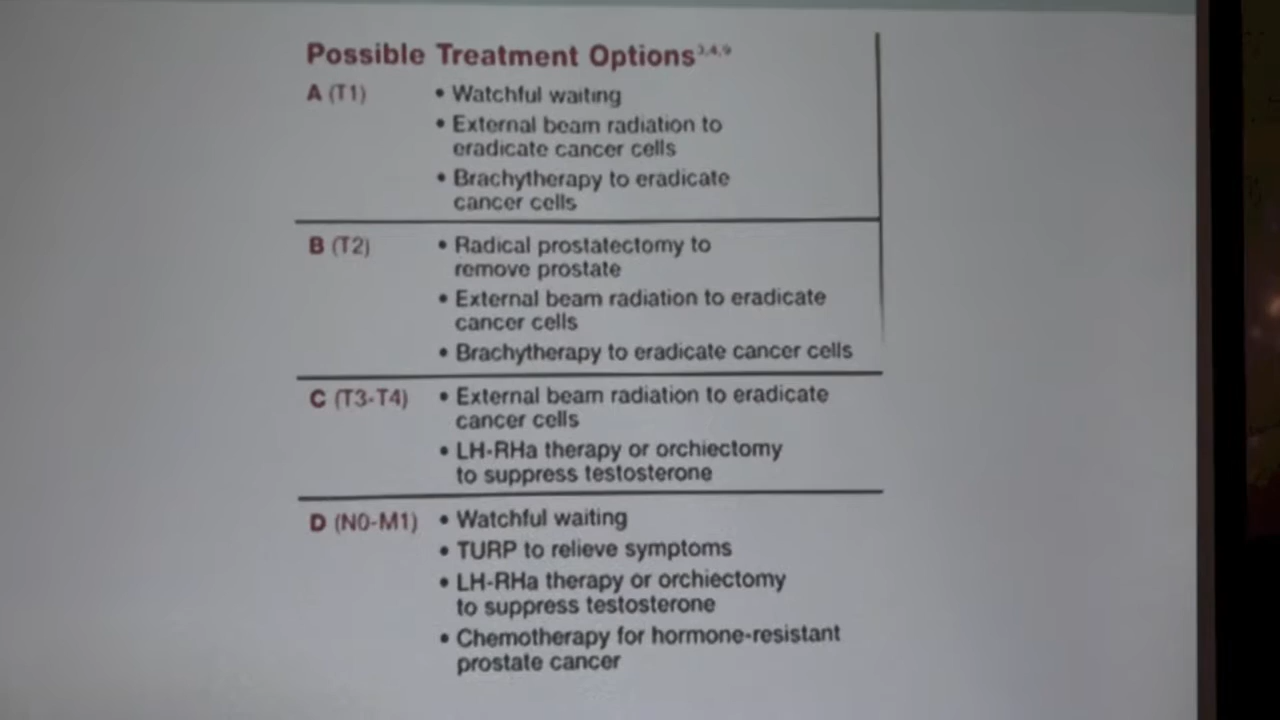 Possible Treatment Options3,4,9
A (T1)
• Watchful waiting
• External beam radiation to
eradicate cancer cells
• Brachytherapy to eradicate
cancer cells
B (T2)
• Radical prostatectomy to
remove prostate
• External beam radiation to eradicate
cancer cells
• Brachytherapy to eradicate cancer cells
C (T3-T4)
• External beam radiation to eradicate
cancer cells
• LH-RHa therapy or orchiectomy
to suppress testosterone
D (N0-M1)
• Watchful waiting
• TURP to relieve symptoms
• LH-RHa therapy or orchiectomy
to suppress testosterone
• Chemotherapy for hormone-resistant
prostate cancer